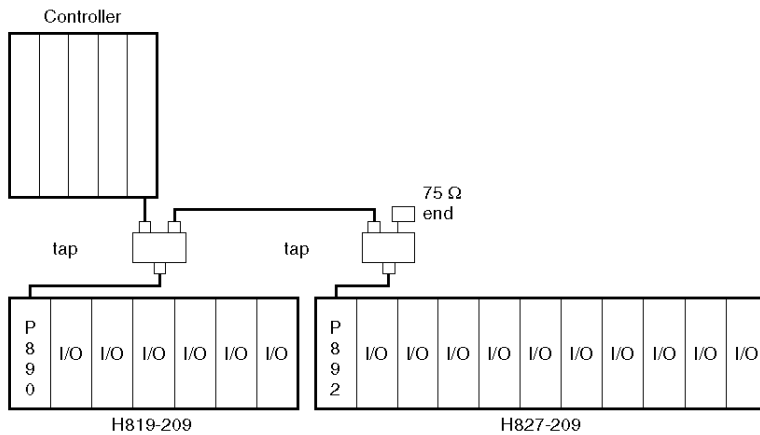 Controller
75 Ω
end
tap
tap
P
8
9
0
I/O I/O I/O I/O I/O I/O
P
8
9
2
I/O I/O I/O I/O I/O I/O I/O I/O I/O I/O
H819-209
H827-209